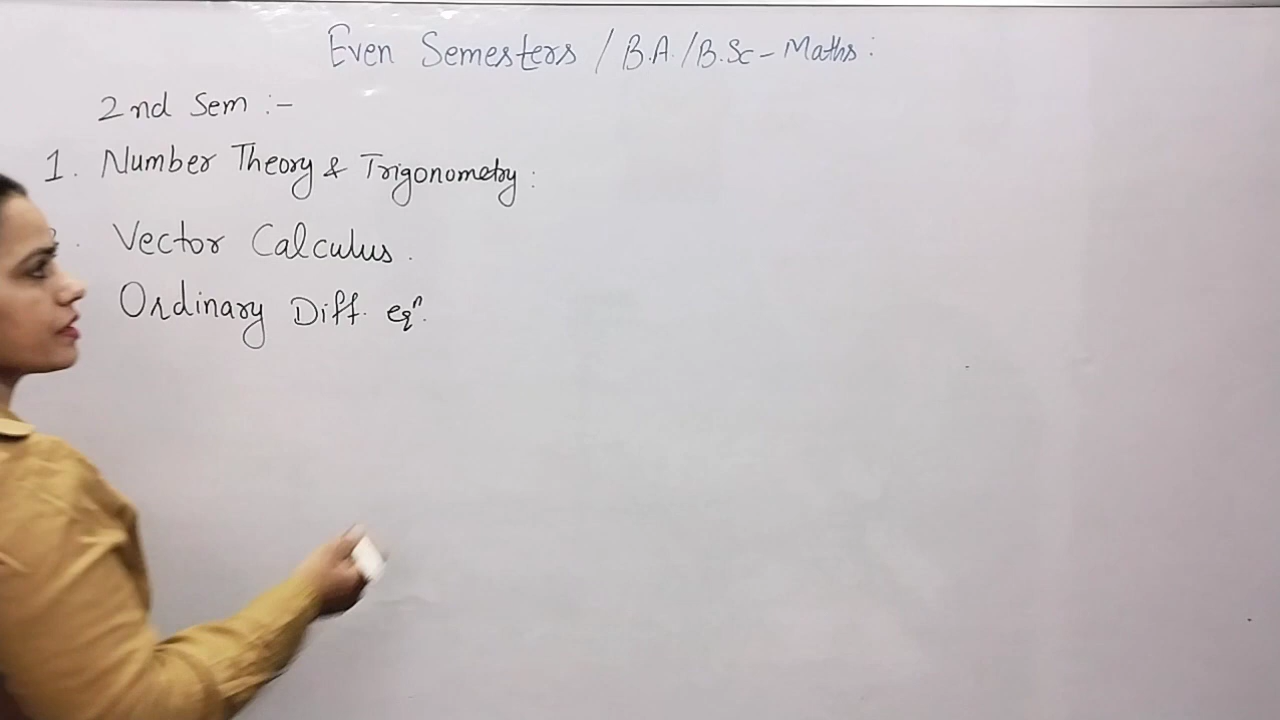 Even Semesters / B.A. / B.Sc - Maths :
2nd Sem :-
1. Number Theory & Trigonometry :
Vector Calculus .
Ordinary Diff. eqⁿ.